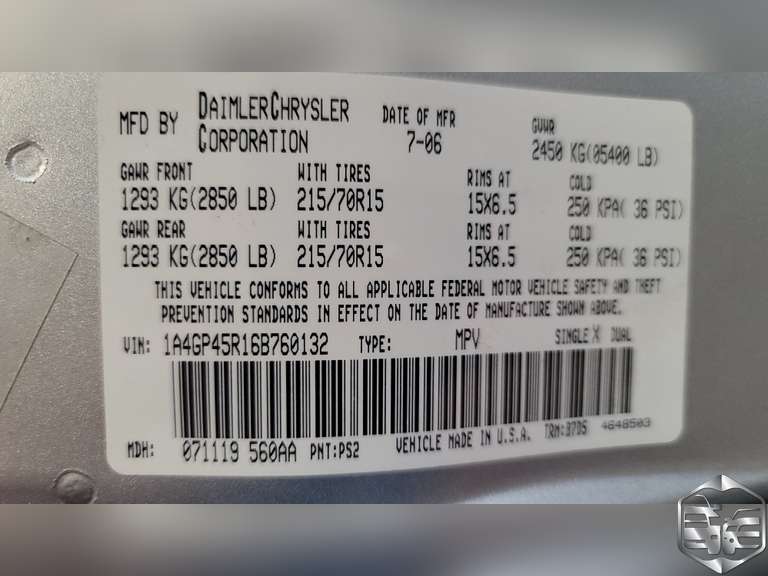 MFD BY DAIMLERCHRYSLER CORPORATION DATE OF MFR 7-06 GVWR 2450 KG(05400 LB)
GAWR FRONT WITH TIRES RIMS AT COLD
1293 KG(2850 LB) 215/70R15 15X6.5 250 KPA( 36 PSI)
GAWR REAR WITH TIRES RIMS AT COLD
1293 KG(2850 LB) 215/70R15 15X6.5 250 KPA( 36 PSI)
THIS VEHICLE CONFORMS TO ALL APPLICABLE FEDERAL MOTOR VEHICLE SAFETY AND THEFT
PREVENTION STANDARDS IN EFFECT ON THE DATE OF MANUFACTURE SHOWN ABOVE.
VIN: 1A4GP45R16B760132 TYPE: MPV SINGLE X DUAL
MDH: 071119 560AA PNT:PS2 VEHICLE MADE IN U.S.A. TRM:B7D5 4648503